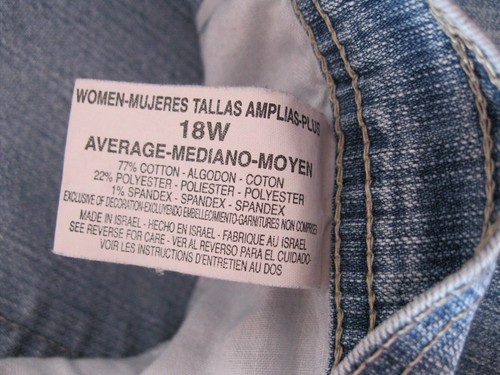 WOMEN-MUJERES TALLAS AMPLIAS-PLUS
18W
AVERAGE-MEDIANO-MOYEN
77% COTTON - ALGODON - COTON
22% POLYESTER - POLIESTER - POLYESTER
1% SPANDEX - SPANDEX - SPANDEX
EXCLUSIVE OF DECORATION-EXCLUYENDO EMBELLECIMIENTO-GARNITURES NON COMPRISES
MADE IN ISRAEL - HECHO EN ISRAEL - FABRIQUE AU ISRAEL
SEE REVERSE FOR CARE - VER AL REVERSO PARA EL CUIDADO-
VOIR LES INSTRUCTIONS D'ENTRETIEN AU DOS